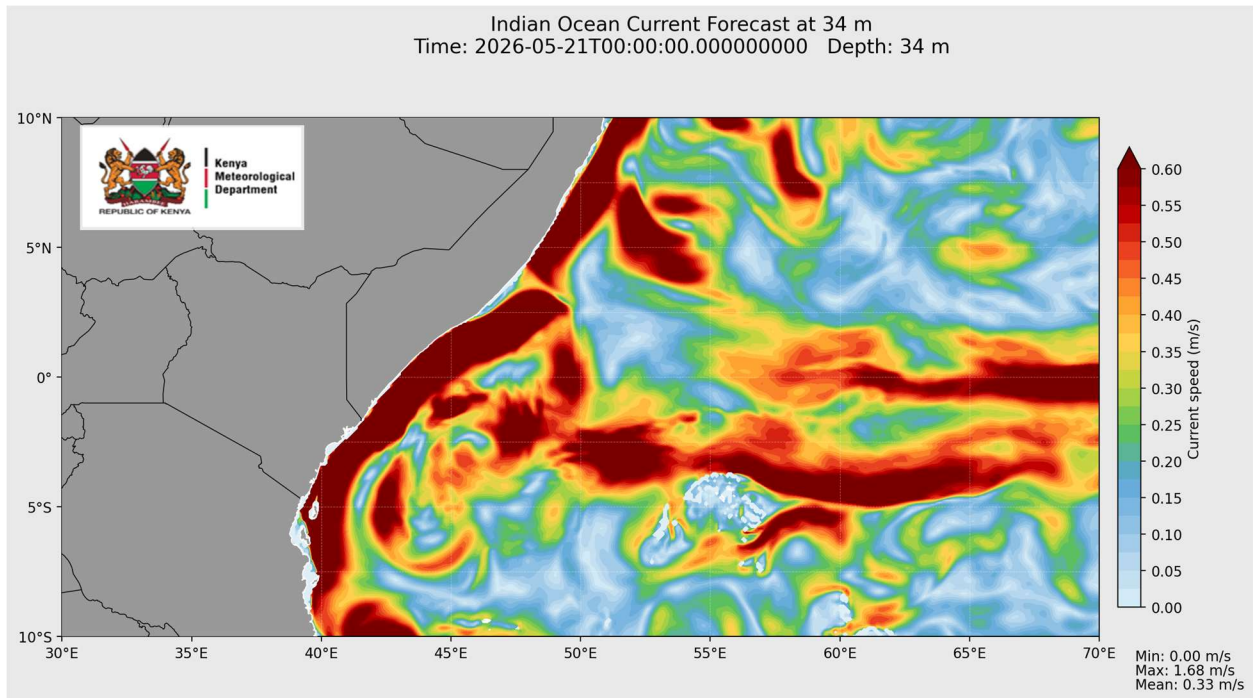 Indian Ocean Current Forecast at 34 m
Time: 2026-05-21T00:00:00.000000000   Depth: 34 m
10°N
5°N
0°
5°S
10°S
Kenya
Meteorological
Department
REPUBLIC OF KENYA
30°E 35°E 40°E 45°E 50°E 55°E 60°E 65°E 70°E
0.60
0.55
0.50
0.45
0.40
0.35
0.30
0.25
0.20
0.15
0.10
0.05
0.00
Current speed (m/s)
Min: 0.00 m/s
Max: 1.68 m/s
Mean: 0.33 m/s